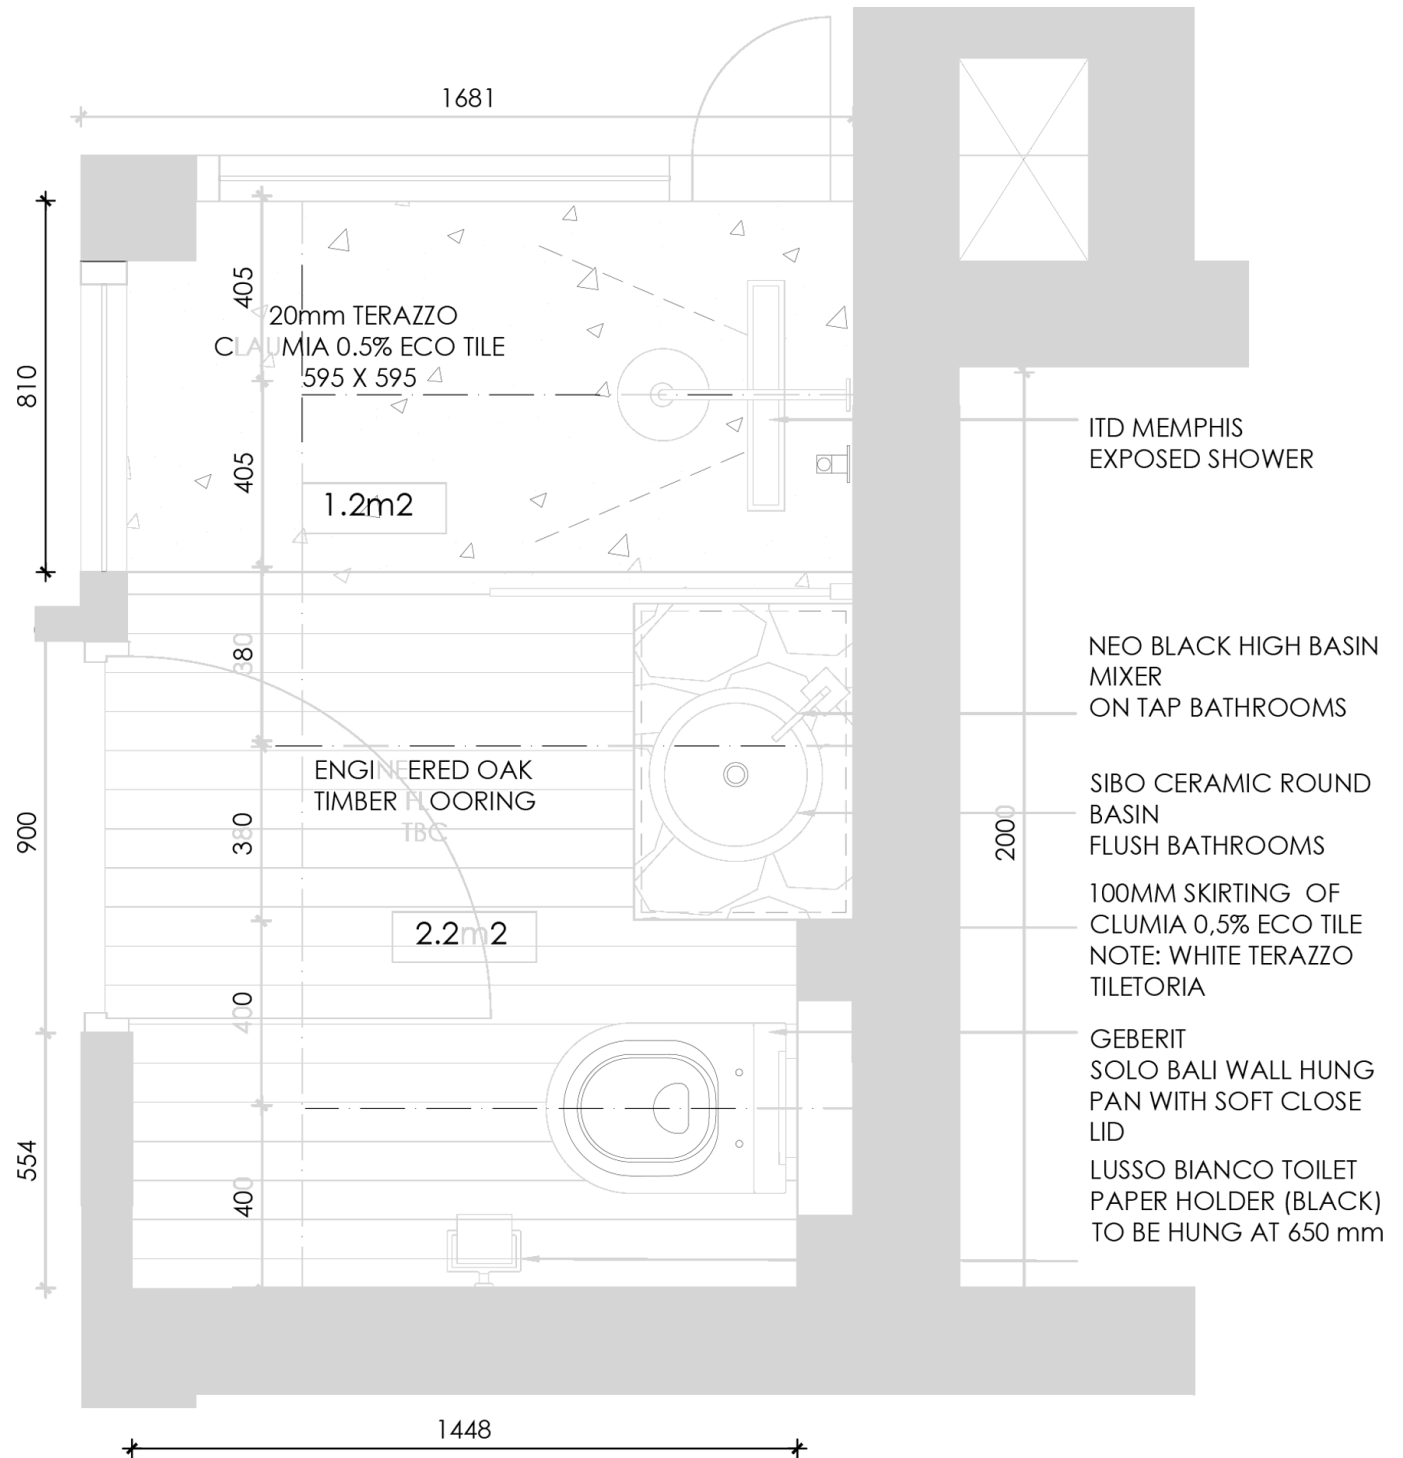 1681
810
405
20mm TERAZZO
CLAUMIA 0.5% ECO TILE
595 X 595
405
1.2m2
ITD MEMPHIS
EXPOSED SHOWER
380
NEO BLACK HIGH BASIN
MIXER
ON TAP BATHROOMS
ENGINEERED OAK
TIMBER FLOORING
TBC
900
380
2000
SIBO CERAMIC ROUND
BASIN
FLUSH BATHROOMS
100MM SKIRTING OF
CLUMIA 0,5% ECO TILE
NOTE: WHITE TERAZZO
TILETORIA
2.2m2
400
GEBERIT
SOLO BALI WALL HUNG
PAN WITH SOFT CLOSE
LID
554
400
LUSSO BIANCO TOILET
PAPER HOLDER (BLACK)
TO BE HUNG AT 650 mm
1448